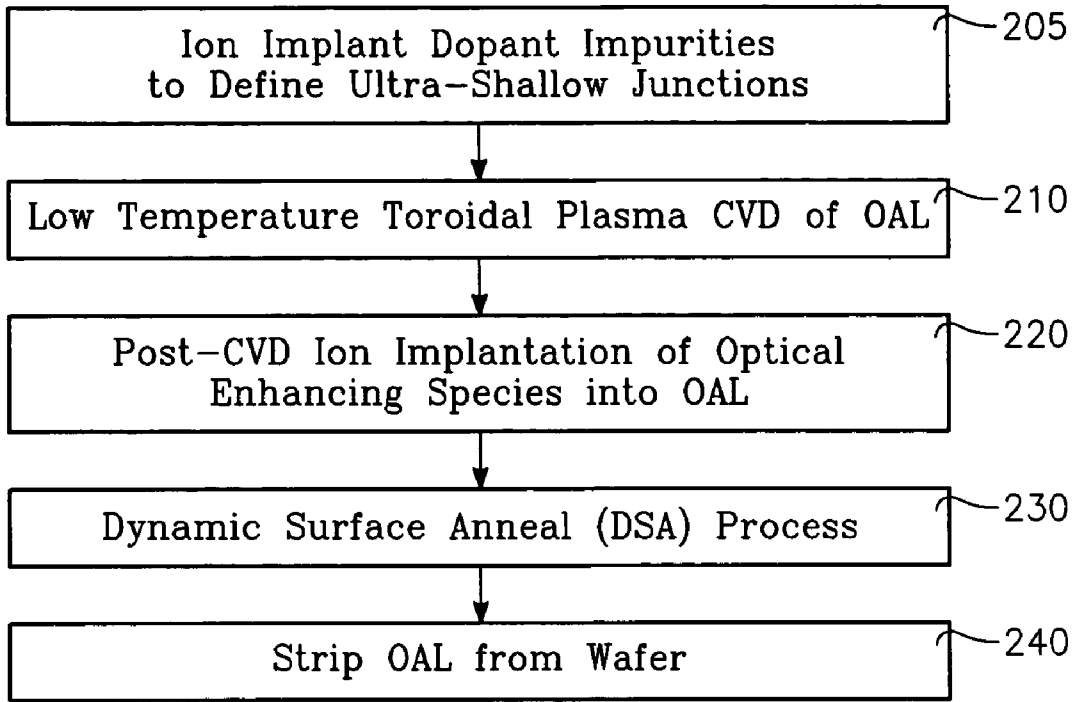 Ion Implant Dopant Impurities
to Define Ultra-Shallow Junctions
205
Low Temperature Toroidal Plasma CVD of OAL
210
Post-CVD Ion Implantation of Optical
Enhancing Species into OAL
220
Dynamic Surface Anneal (DSA) Process
230
Strip OAL from Wafer
240